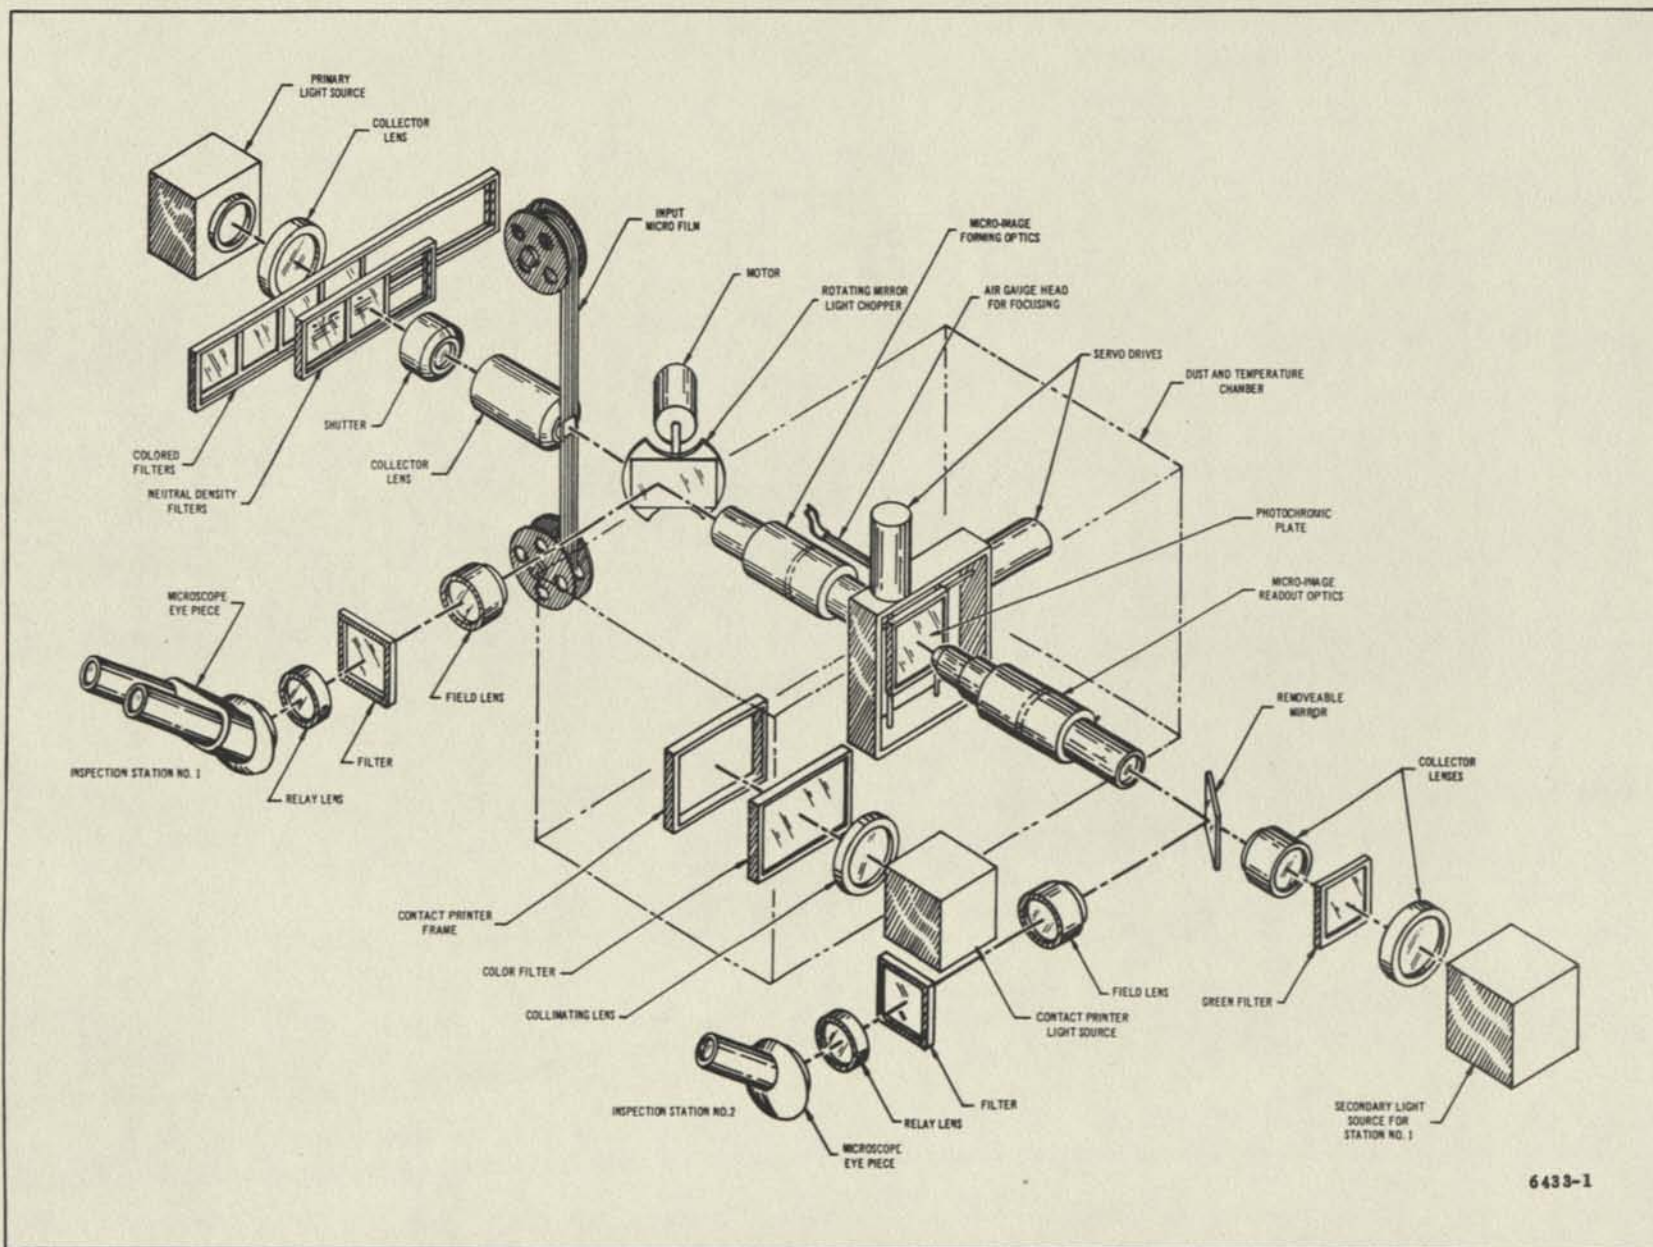 PRIMARY
LIGHT SOURCE
COLLECTOR
LENS
INPUT
MICRO FILM
MICRO-IMAGE
FORMING OPTICS
MOTOR
ROTATING MIRROR
LIGHT CHOPPER
AIR GAUGE HEAD
FOR FOCUSING
SERVO DRIVES
DUST AND TEMPERATURE
CHAMBER
SHUTTER
COLORED
FILTERS
COLLECTOR
LENS
NEUTRAL DENSITY
FILTERS
PHOTOCHROMIC
PLATE
MICRO-IMAGE
READOUT OPTICS
MICROSCOPE
EYE PIECE
FIELD LENS
REMOVEABLE
MIRROR
INSPECTION STATION NO. 1
FILTER
RELAY LENS
COLLECTOR
LENSES
CONTACT PRINTER
FRAME
COLOR FILTER
COLLIMATING LENS
FIELD LENS
GREEN FILTER
CONTACT PRINTER
LIGHT SOURCE
INSPECTION STATION NO.2
FILTER
RELAY LENS
MICROSCOPE
EYE PIECE
SECONDARY LIGHT
SOURCE FOR
STATION NO. 1
6433-1